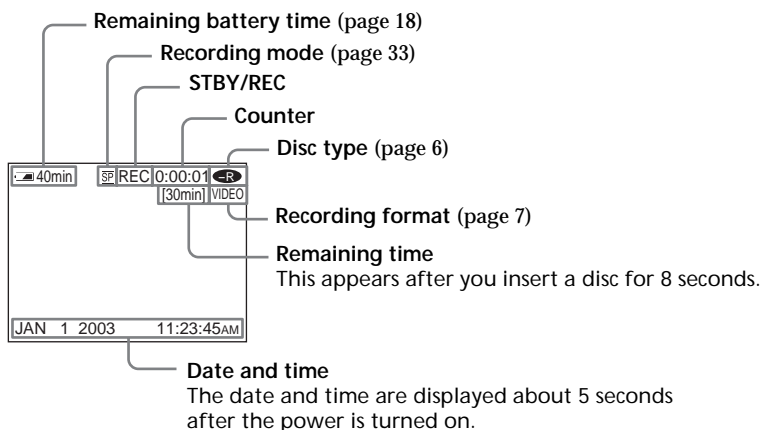 Remaining battery time (page 18)
Recording mode (page 33)
STBY/REC
Counter
Disc type (page 6)
40min SP REC 0:00:01 -R
[30min] VIDEO
Recording format (page 7)
Remaining time
This appears after you insert a disc for 8 seconds.
JAN 1 2003 11:23:45AM
Date and time
The date and time are displayed about 5 seconds
after the power is turned on.